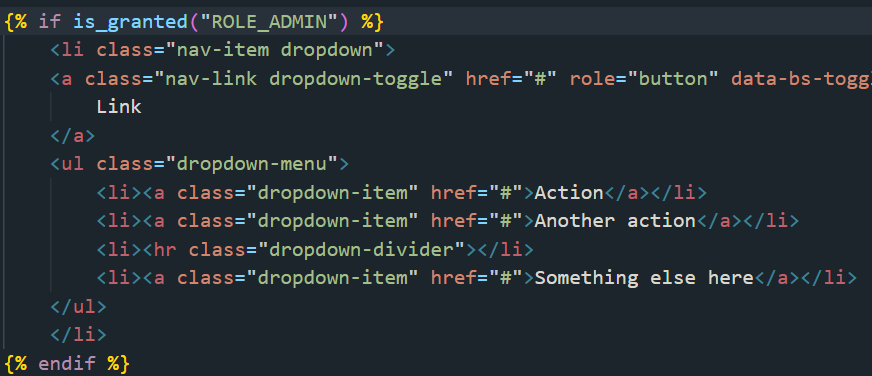 {% if is_granted("ROLE_ADMIN") %}
<li class="nav-item dropdown">
<a class="nav-link dropdown-toggle" href="#" role="button" data-bs-toggl
Link
</a>
<ul class="dropdown-menu">
<li><a class="dropdown-item" href="#">Action</a></li>
<li><a class="dropdown-item" href="#">Another action</a></li>
<li><hr class="dropdown-divider"></li>
<li><a class="dropdown-item" href="#">Something else here</a></li>
</ul>
</li>
{% endif %}